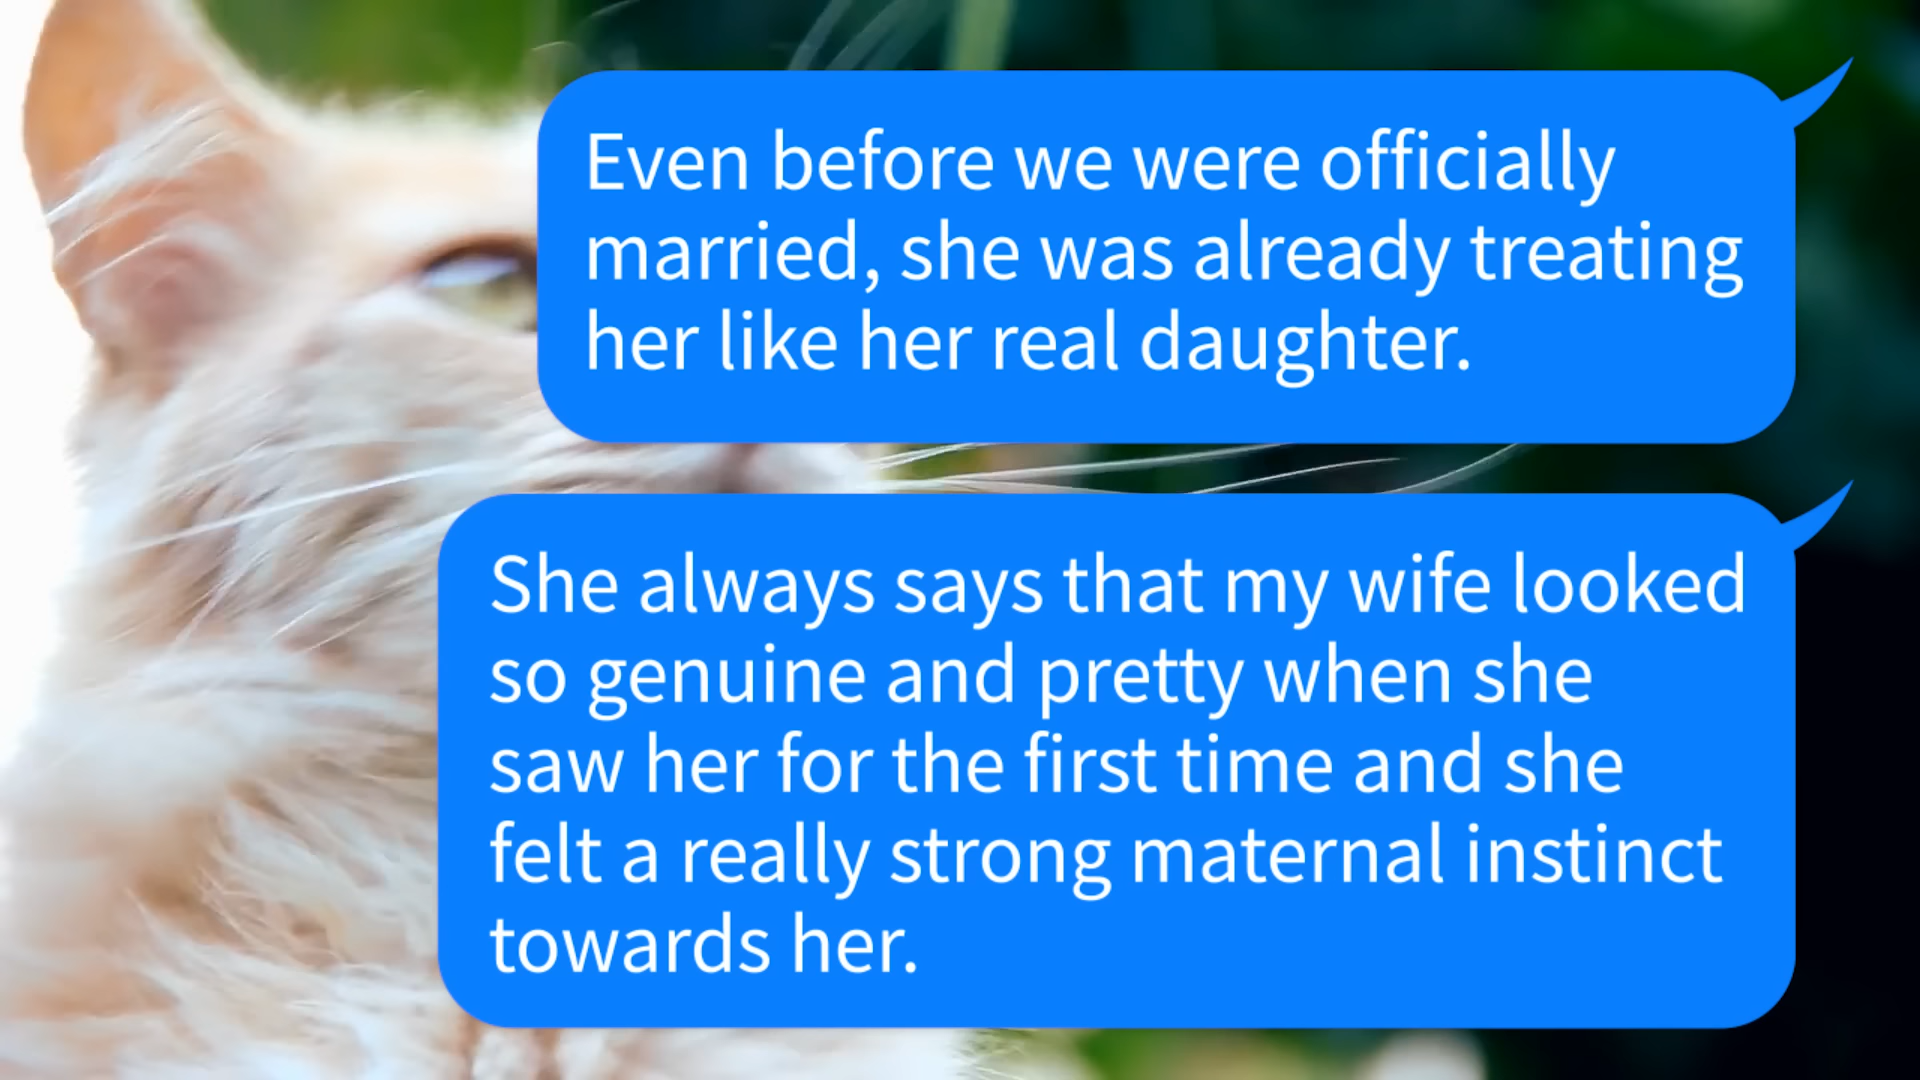 Even before we were officially
married, she was already treating
her like her real daughter.
She always says that my wife looked
so genuine and pretty when she
saw her for the first time and she
felt a really strong maternal instinct
towards her.